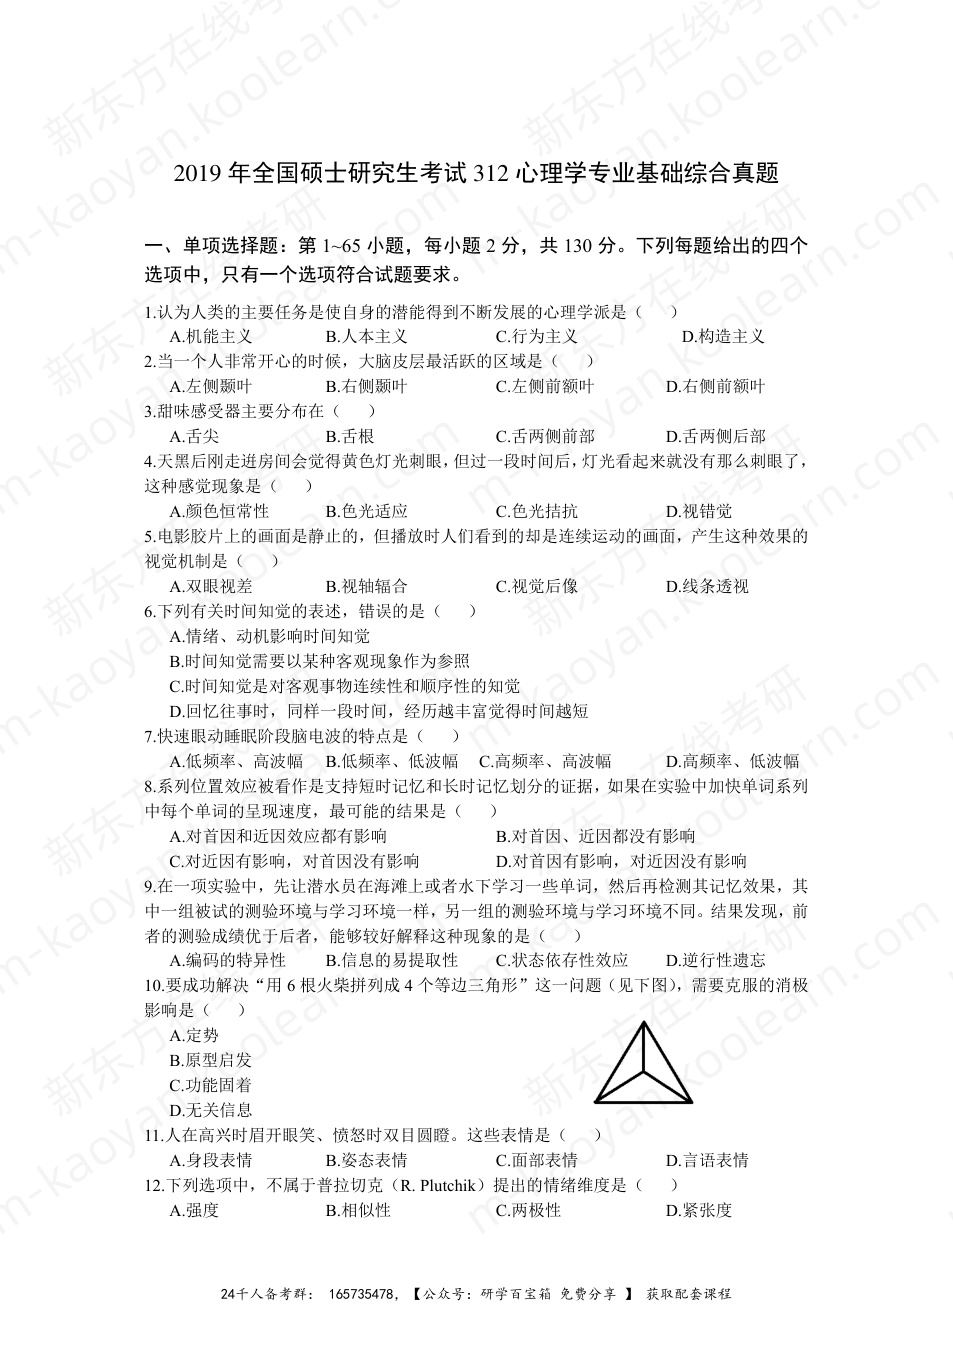 2019 年全国硕士研究生考试 312 心理学专业基础综合真题
一、单项选择题：第 1~65 小题，每小题 2 分，共 130 分。下列每题给出的四个
选项中，只有一个选项符合试题要求。
1.认为人类的主要任务是使自身的潜能得到不断发展的心理学派是（ ）
A.机能主义 B.人本主义 C.行为主义 D.构造主义
2.当一个人非常开心的时候，大脑皮层最活跃的区域是（ ）
A.左侧颞叶 B.右侧颞叶 C.左侧前额叶 D.右侧前额叶
3.甜味感受器主要分布在（ ）
A.舌尖 B.舌根 C.舌两侧前部 D.舌两侧后部
4.天黑后刚走进房间会觉得黄色灯光刺眼，但过一段时间后，灯光看起来就没有那么刺眼了，
这种感觉现象是（ ）
A.颜色恒常性 B.色光适应 C.色光拮抗 D.视错觉
5.电影胶片上的画面是静止的，但播放时人们看到的却是连续运动的画面，产生这种效果的
视觉机制是（ ）
A.双眼视差 B.视轴辐合 C.视觉后像 D.线条透视
6.下列有关时间知觉的表述，错误的是（ ）
A.情绪、动机影响时间知觉
B.时间知觉需要以某种客观现象作为参照
C.时间知觉是对客观事物连续性和顺序性的知觉
D.回忆往事时，同样一段时间，经历越丰富觉得时间越短
7.快速眼动睡眠阶段脑电波的特点是（ ）
A.低频率、高波幅 B.低频率、低波幅 C.高频率、高波幅 D.高频率、低波幅
8.系列位置效应被看作是支持短时记忆和长时记忆划分的证据，如果在实验中加快单词系列
中每个单词的呈现速度，最可能的结果是（ ）
A.对首因和近因效应都有影响 B.对首因、近因都没有影响
C.对近因有影响，对首因没有影响 D.对首因有影响，对近因没有影响
9.在一项实验中，先让潜水员在海滩上或者水下学习一些单词，然后再检测其记忆效果，其
中一组被试的测验环境与学习环境一样，另一组的测验环境与学习环境不同。结果发现，前
者的测验成绩优于后者，能够较好解释这种现象的是（ ）
A.编码的特异性 B.信息的易提取性 C.状态依存性效应 D.逆行性遗忘
10.要成功解决“用 6 根火柴拼列成 4 个等边三角形”这一问题（见下图），需要克服的消极
影响是（ ）
A.定势
B.原型启发
C.功能固着
D.无关信息
11.人在高兴时眉开眼笑、愤怒时双目圆瞪。这些表情是（ ）
A.身段表情 B.姿态表情 C.面部表情 D.言语表情
12.下列选项中，不属于普拉切克（R. Plutchik）提出的情绪维度是（ ）
A.强度 B.相似性 C.两极性 D.紧张度
24千人备考群： 165735478，【公众号：研学百宝箱 免费分享 】 获取配套课程
新东方在线考研
m-kaoyan.koolearn.com